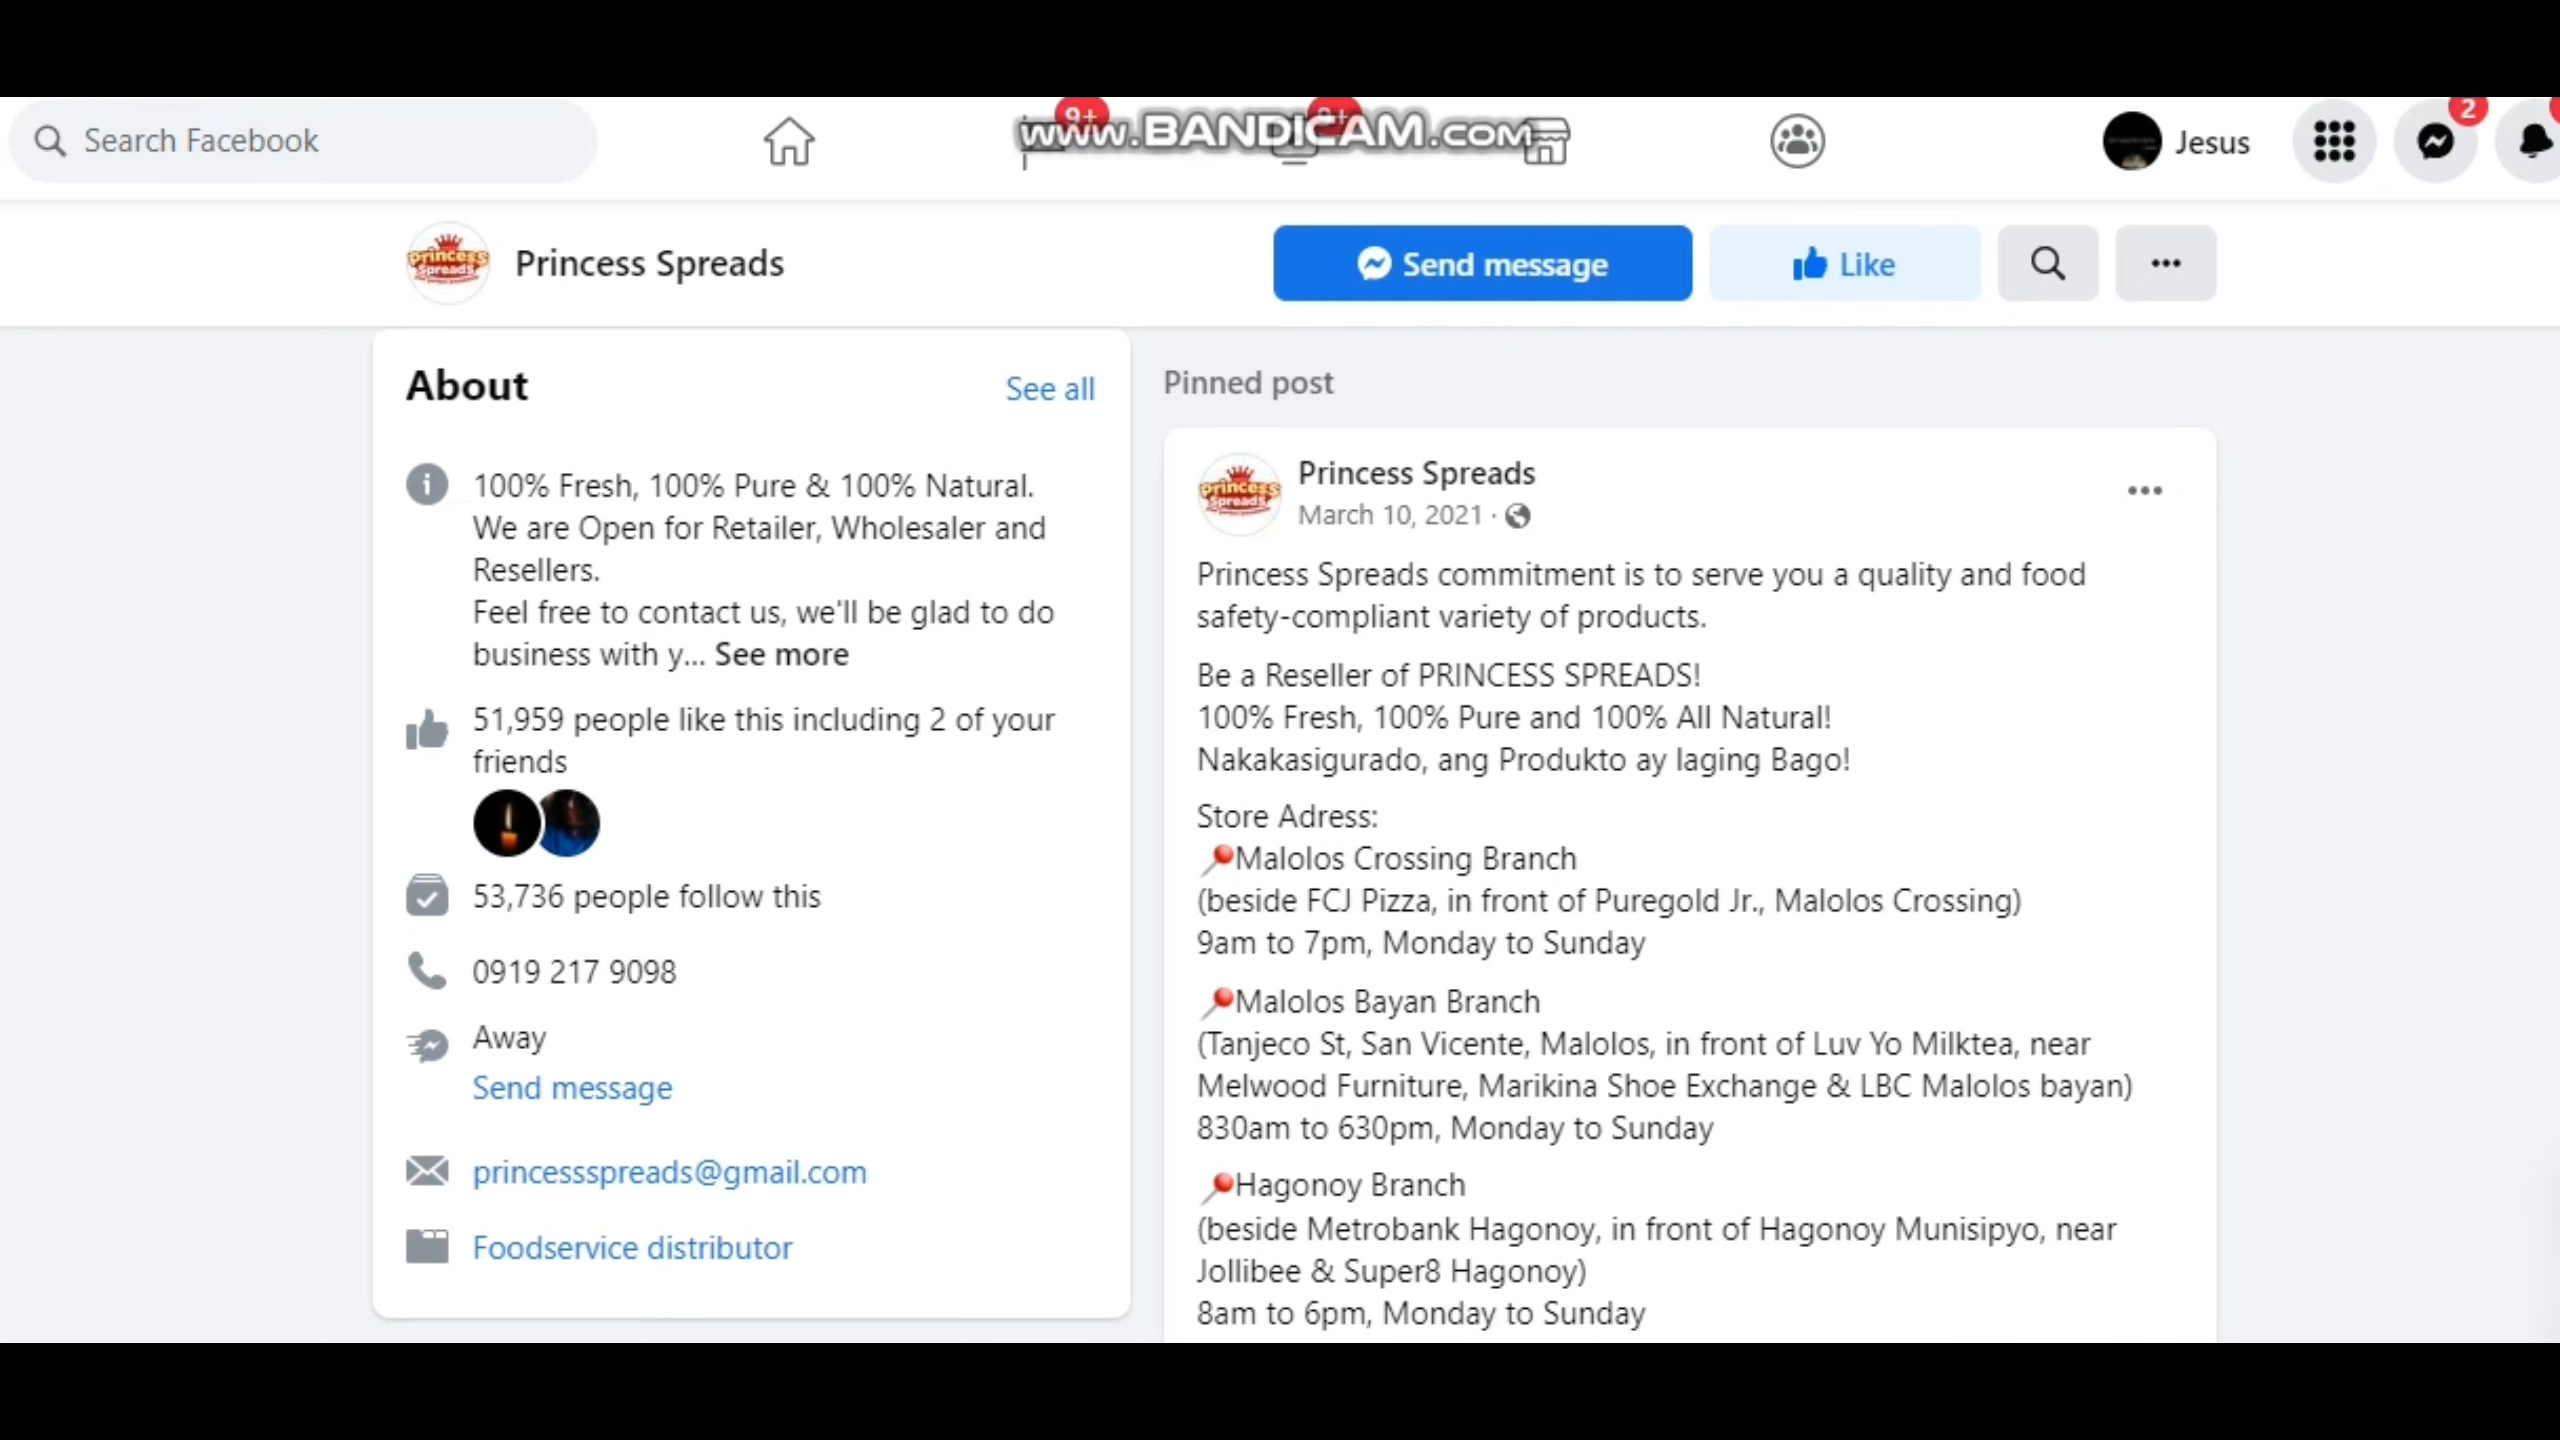 Search Facebook
9+
www.BANDICAM.com
Jesus
2
Princess Spreads
Princess Spreads
Send message
Like
About
See all
100% Fresh, 100% Pure & 100% Natural.
We are Open for Retailer, Wholesaler and
Resellers.
Feel free to contact us, we'll be glad to do
business with y... See more
51,959 people like this including 2 of your
friends
53,736 people follow this
0919 217 9098
Away
Send message
princessspreads@gmail.com
Foodservice distributor
Pinned post
Princess Spreads
Princess Spreads
March 10, 2021 ·
Princess Spreads commitment is to serve you a quality and food
safety-compliant variety of products.
Be a Reseller of PRINCESS SPREADS!
100% Fresh, 100% Pure and 100% All Natural!
Nakakasigurado, ang Produkto ay laging Bago!
Store Adress:
📍Malolos Crossing Branch
(beside FCJ Pizza, in front of Puregold Jr., Malolos Crossing)
9am to 7pm, Monday to Sunday
📍Malolos Bayan Branch
(Tanjeco St, San Vicente, Malolos, in front of Luv Yo Milktea, near
Melwood Furniture, Marikina Shoe Exchange & LBC Malolos bayan)
830am to 630pm, Monday to Sunday
📍Hagonoy Branch
(beside Metrobank Hagonoy, in front of Hagonoy Munisipyo, near
Jollibee & Super8 Hagonoy)
8am to 6pm, Monday to Sunday